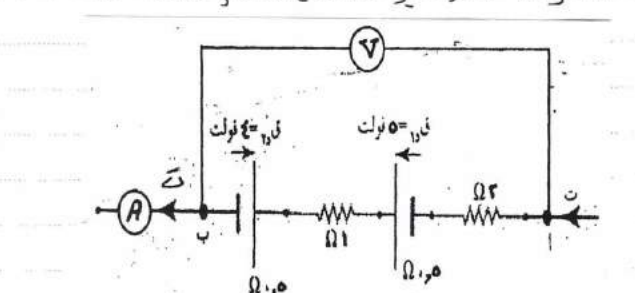 V
ق د٢ = ٤ فولت
ق د١ = ٥ فولت
A
تَ
ب
Ω١
Ω٢
ت
أ
Ω٠,٥
Ω٠,٥